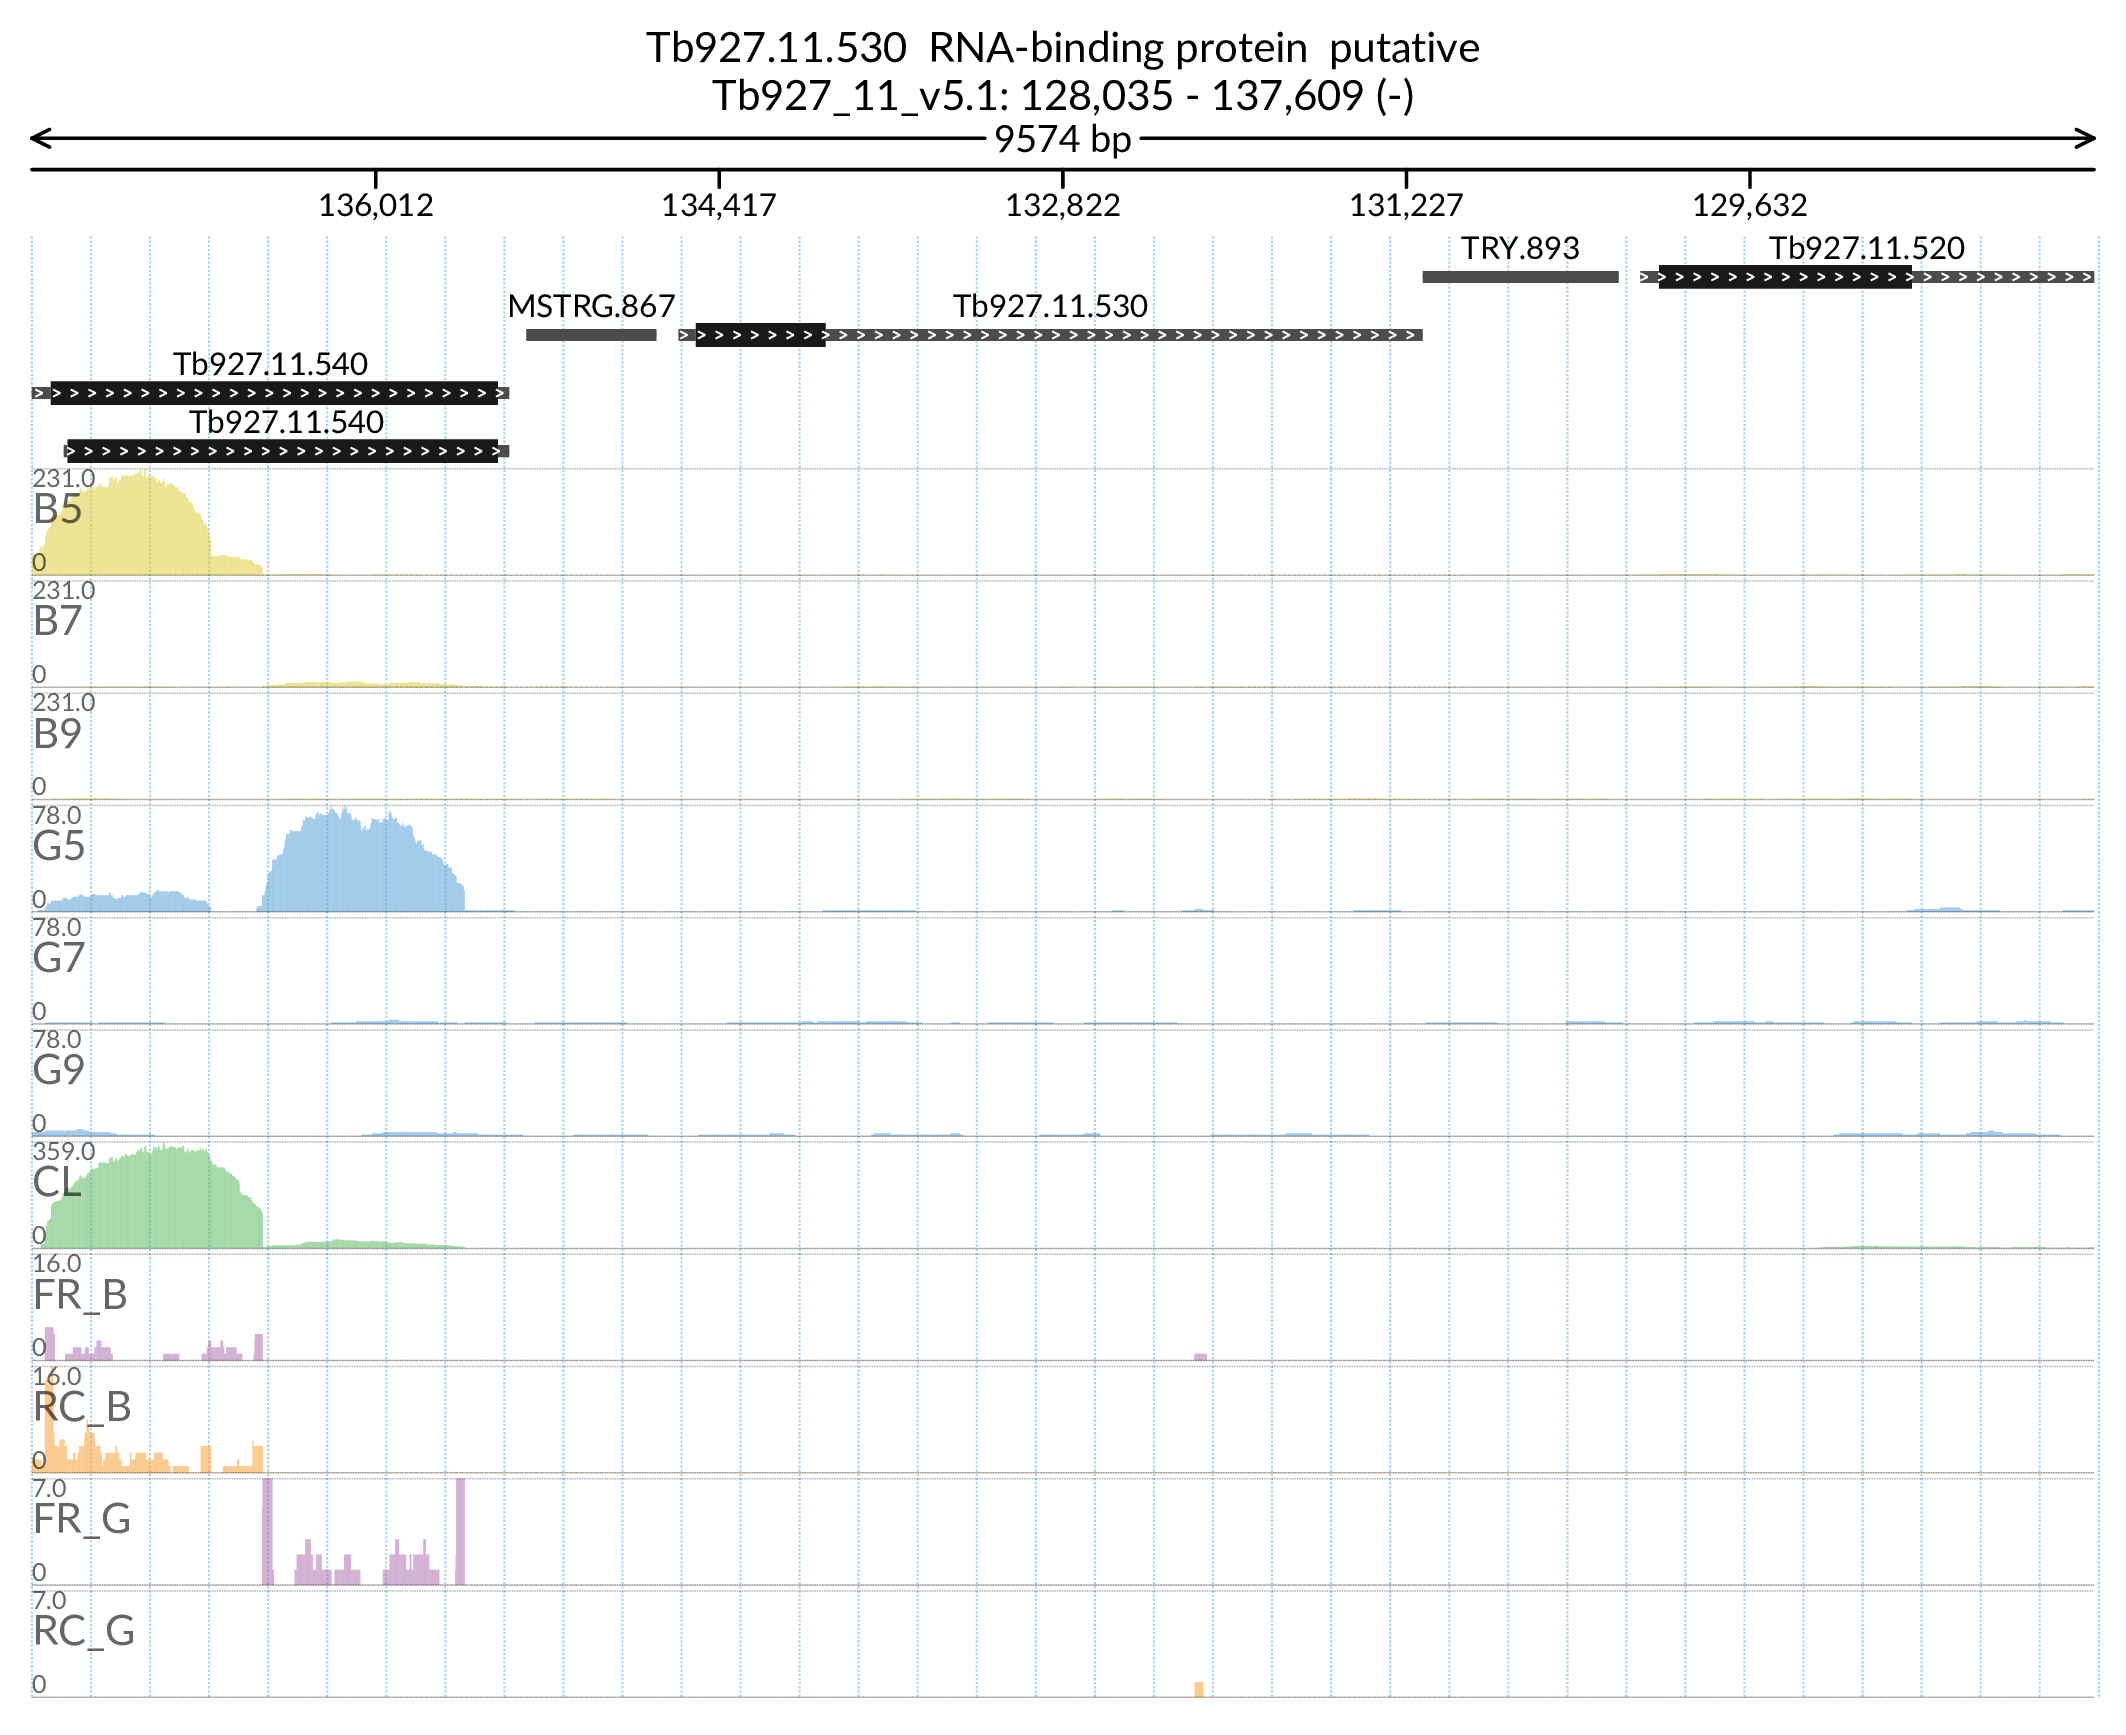 Tb927.11.530 RNA-binding protein putative
Tb927_11_v5.1: 128,035 - 137,609 (-)
9574 bp
136,012 134,417 132,822 131,227 129,632
TRY.893 Tb927.11.520
MSTRG.867 Tb927.11.530
Tb927.11.540
Tb927.11.540
231.0
B5
0
231.0
B7
0
231.0
B9
0
78.0
G5
0
78.0
G7
0
78.0
G9
0
359.0
CL
0
16.0
FR_B
0
16.0
RC_B
0
7.0
FR_G
0
7.0
RC_G
0